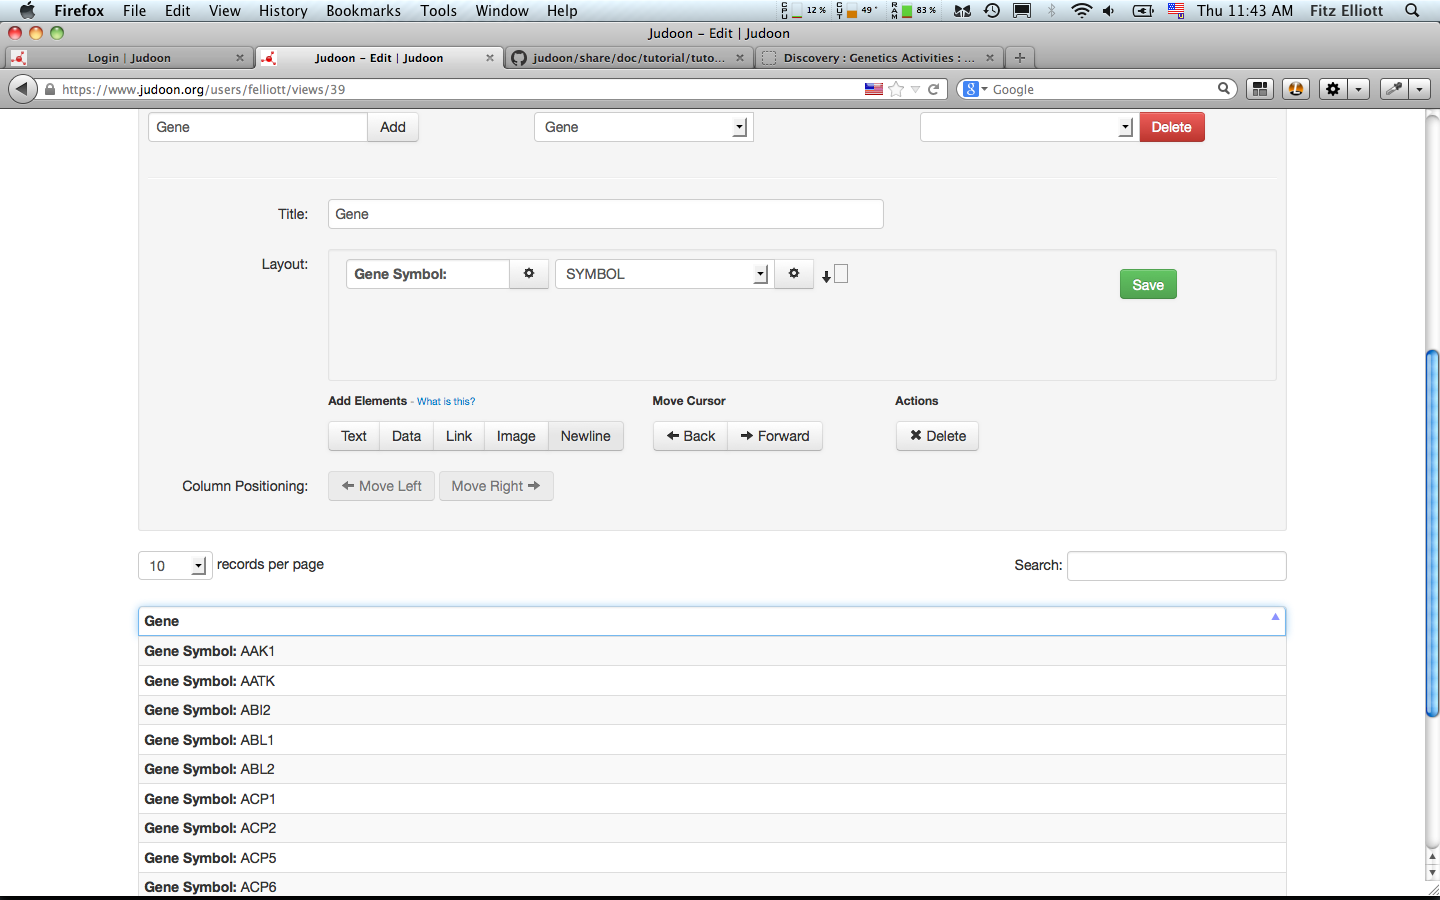 Firefox File Edit View History Bookmarks Tools Window Help CPU 12% CUT 49° RAM 83% Thu 11:43 AM Fitz Elliott
Judoon – Edit | Judoon
Login | Judoon Judoon – Edit | Judoon judoon/share/doc/tutorial/tuto... Discovery : Genetics Activities : ...
https://www.judoon.org/users/felliott/views/39 Google
Gene Add Gene Delete
Title: Gene
Layout: Gene Symbol: SYMBOL Save
Add Elements - What is this? Move Cursor Actions
Text Data Link Image Newline Back Forward Delete
Column Positioning: Move Left Move Right
10 records per page Search:
Gene
Gene Symbol: AAK1
Gene Symbol: AATK
Gene Symbol: ABI2
Gene Symbol: ABL1
Gene Symbol: ABL2
Gene Symbol: ACP1
Gene Symbol: ACP2
Gene Symbol: ACP5
Gene Symbol: ACP6